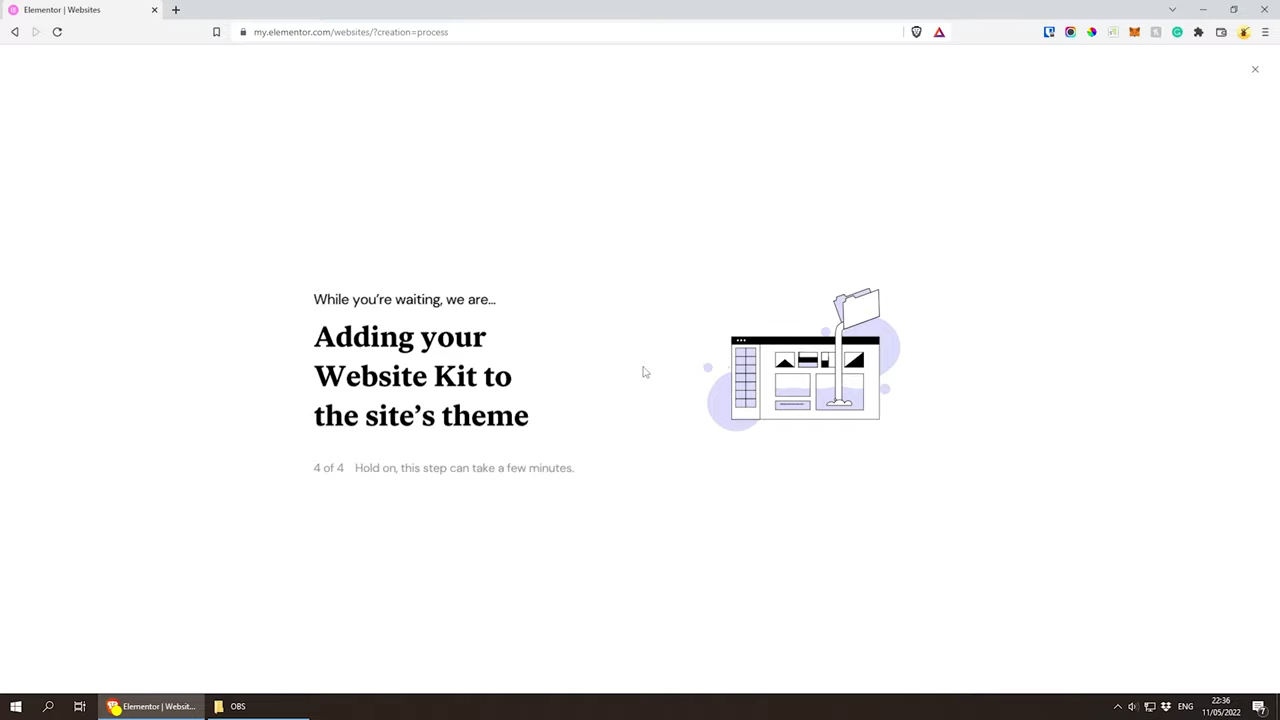 Elementor | Websites
my.elementor.com/websites/?creation=process
While you're waiting, we are...
Adding your
Website Kit to
the site's theme
4 of 4 Hold on, this step can take a few minutes.
Elementor | Websit...
OBS
ENG
22:36
11/05/2022
7